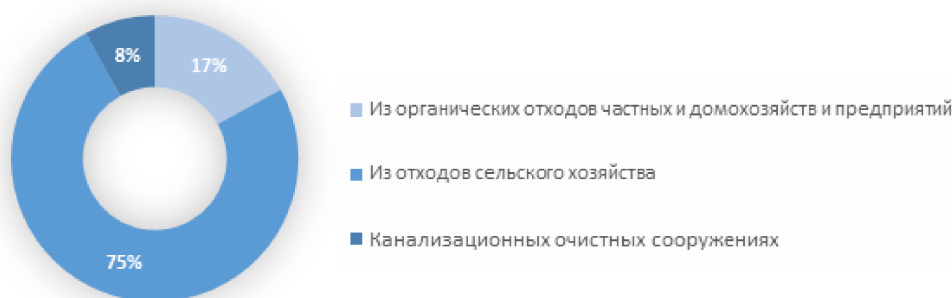 8%
17%
75%
Из органических отходов частных и домохозяйств и предприятий
Из отходов сельского хозяйства
Канализационных очистных сооружениях